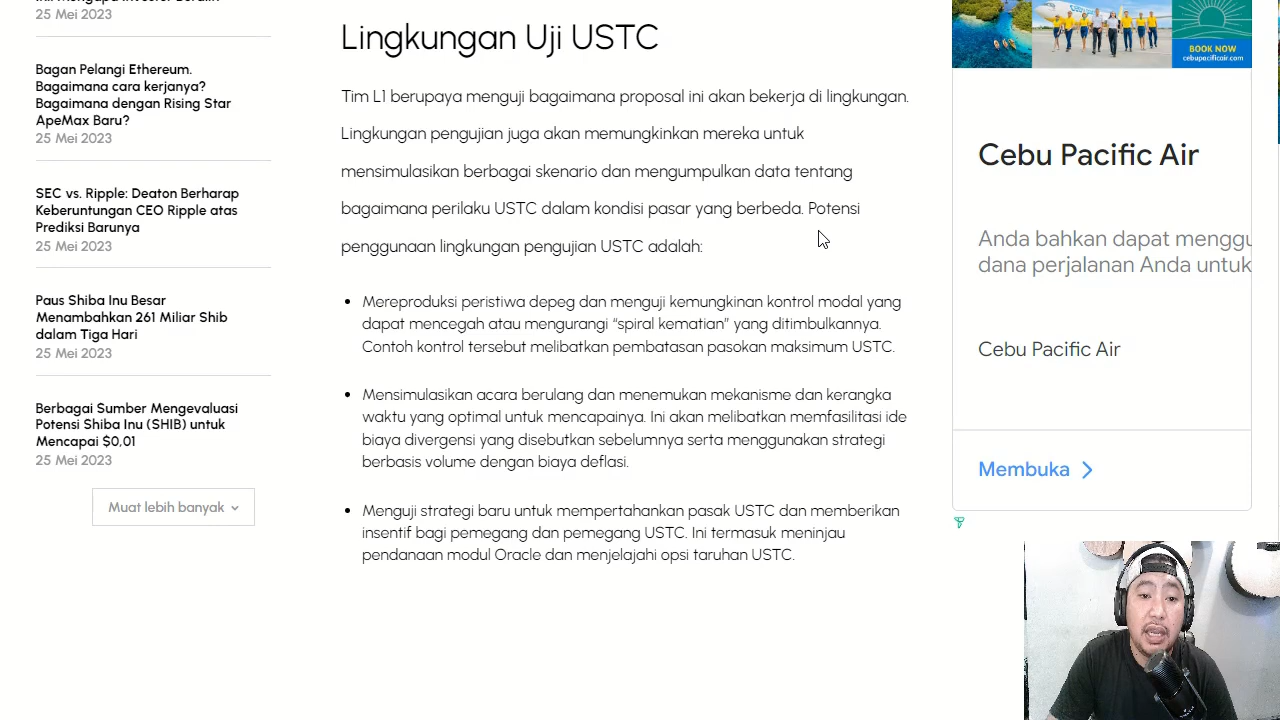 25 Mei 2023
Bagan Pelangi Ethereum.
Bagaimana cara kerjanya?
Bagaimana dengan Rising Star
ApeMax Baru?
25 Mei 2023
SEC vs. Ripple: Deaton Berharap
Keberuntungan CEO Ripple atas
Prediksi Barunya
25 Mei 2023
Paus Shiba Inu Besar
Menambahkan 261 Miliar Shib
dalam Tiga Hari
25 Mei 2023
Berbagai Sumber Mengevaluasi
Potensi Shiba Inu (SHIB) untuk
Mencapai $0,01
25 Mei 2023
Muat lebih banyak
Lingkungan Uji USTC
Tim L1 berupaya menguji bagaimana proposal ini akan bekerja di lingkungan.
Lingkungan pengujian juga akan memungkinkan mereka untuk
mensimulasikan berbagai skenario dan mengumpulkan data tentang
bagaimana perilaku USTC dalam kondisi pasar yang berbeda. Potensi
penggunaan lingkungan pengujian USTC adalah:
• Mereproduksi peristiwa depeg dan menguji kemungkinan kontrol modal yang
dapat mencegah atau mengurangi “spiral kematian” yang ditimbulkannya.
Contoh kontrol tersebut melibatkan pembatasan pasokan maksimum USTC.
• Mensimulasikan acara berulang dan menemukan mekanisme dan kerangka
waktu yang optimal untuk mencapainya. Ini akan melibatkan memfasilitasi ide
biaya divergensi yang disebutkan sebelumnya serta menggunakan strategi
berbasis volume dengan biaya deflasi.
• Menguji strategi baru untuk mempertahankan pasak USTC dan memberikan
insentif bagi pemegang dan pemegang USTC. Ini termasuk meninjau
pendanaan modul Oracle dan menjelajahi opsi taruhan USTC.
BOOK NOW
cebupacificair.com
Cebu Pacific Air
Anda bahkan dapat menggu
dana perjalanan Anda untuk
Cebu Pacific Air
Membuka